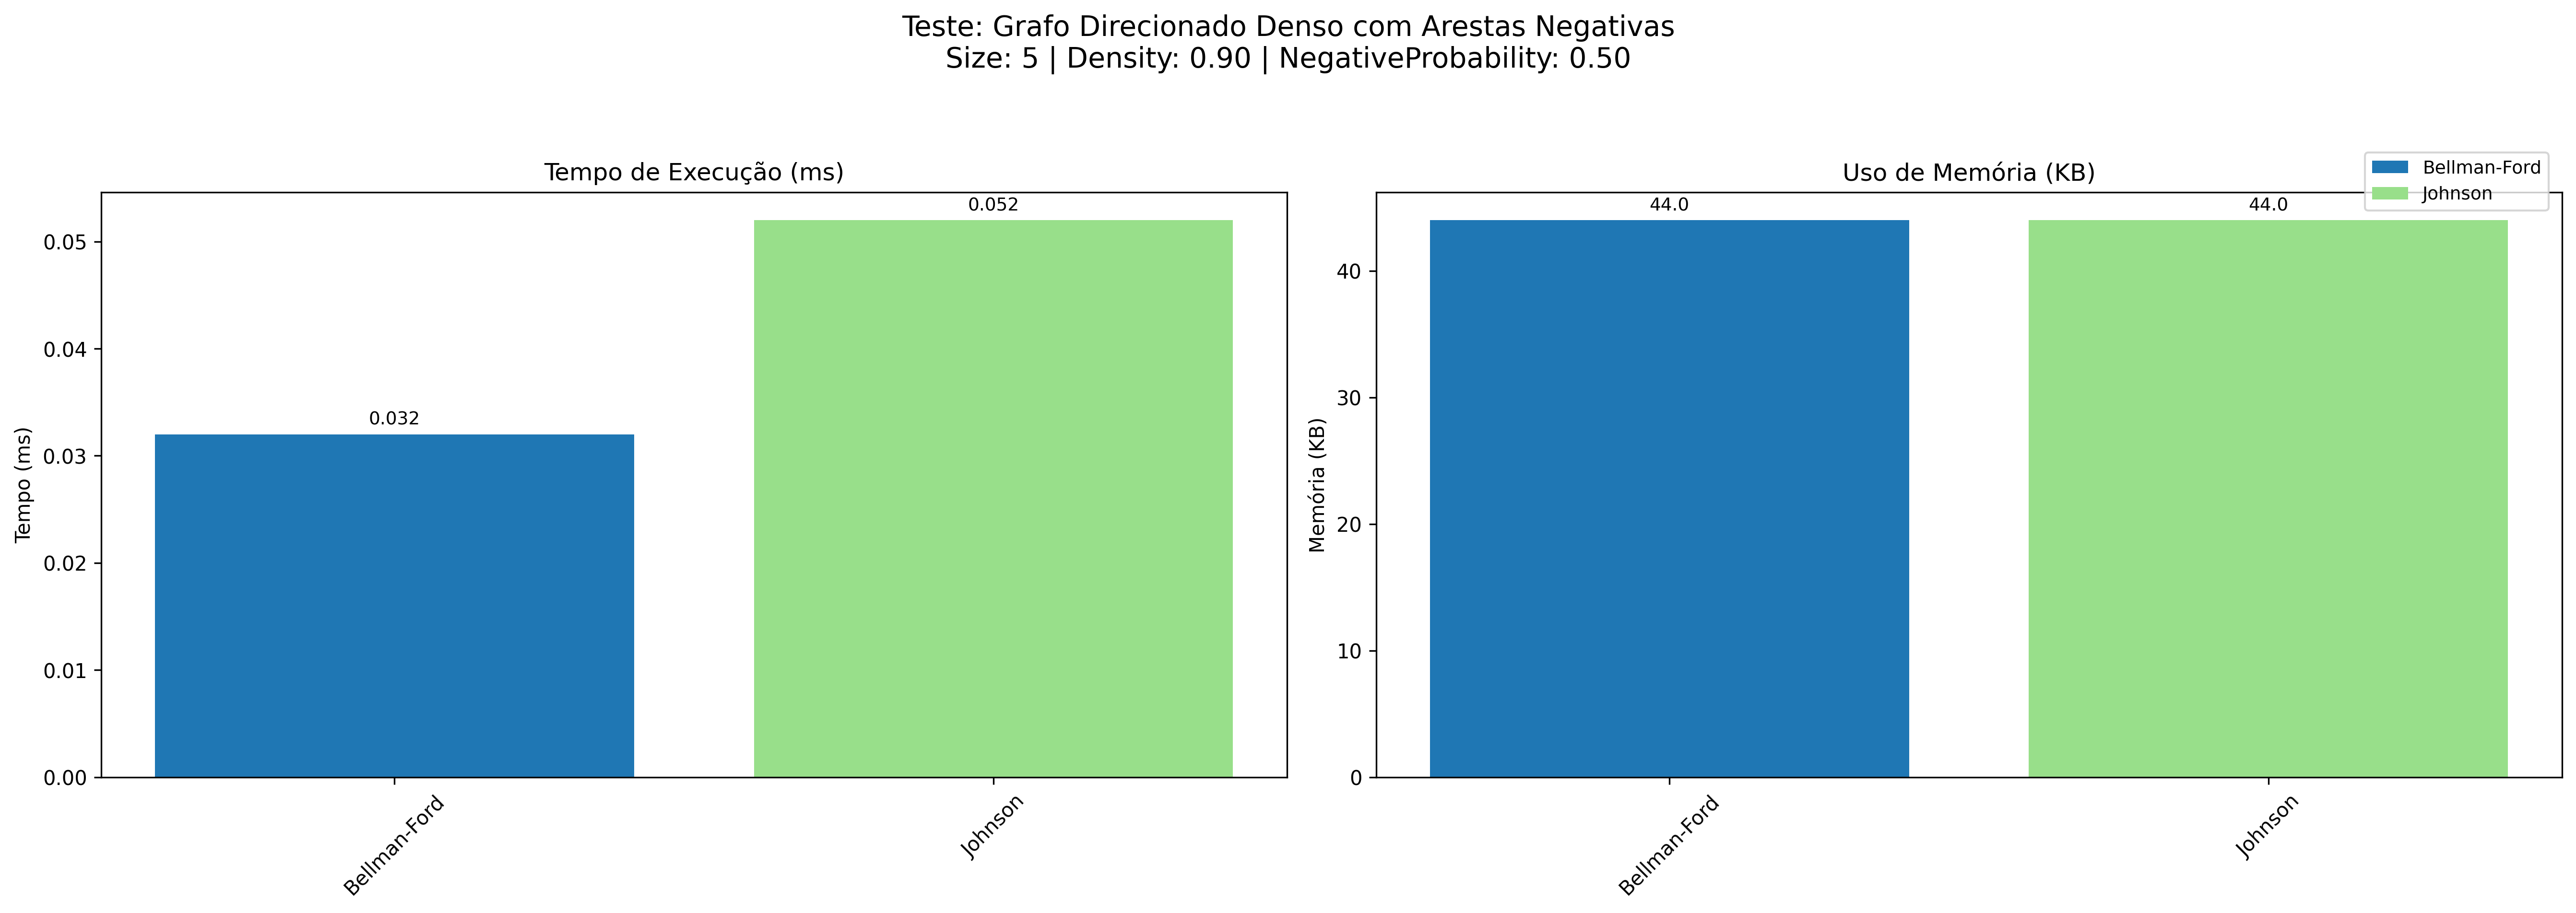 Teste: Grafo Direcionado Denso com Arestas Negativas
Size: 5 | Density: 0.90 | NegativeProbability: 0.50
Tempo de Execução (ms)
0.05
0.04
0.03
0.02
0.01
0.00
Tempo (ms)
0.032
0.052
Bellman-Ford
Johnson
Uso de Memória (KB)
Bellman-Ford
Johnson
40
30
20
10
0
Memória (KB)
44.0
44.0
Bellman-Ford
Johnson